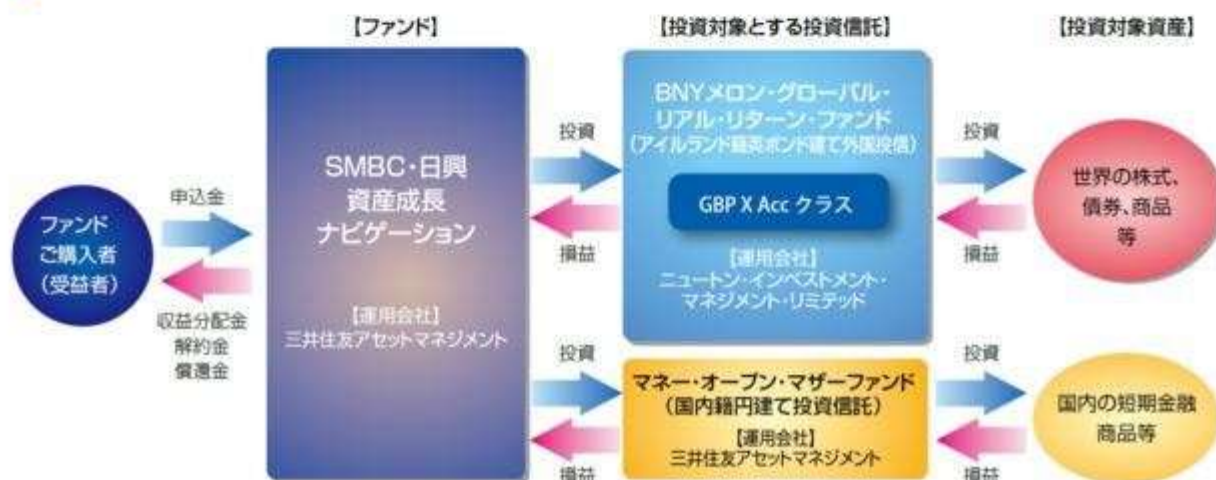 【ファンド】
【投資対象とする投資信託】
【投資対象資産】
ファンド
ご購入者
(受益者)
申込金
収益分配金
解約金
償還金
SMBC・日興
資産成長
ナビゲーション
【運用会社】
三井住友アセットマネジメント
投資
損益
BNYメロン・グローバル・
リアル・リターン・ファンド
(アイルランド籍英ポンド建て外国投信)
GBP X Acc クラス
【運用会社】
ニュートン・インベストメント・
マネジメント・リミテッド
投資
損益
世界の株式、
債券、商品
等
投資
損益
マネー・オープン・マザーファンド
(国内籍円建て投資信託)
【運用会社】
三井住友アセットマネジメント
投資
損益
国内の短期金融
商品等